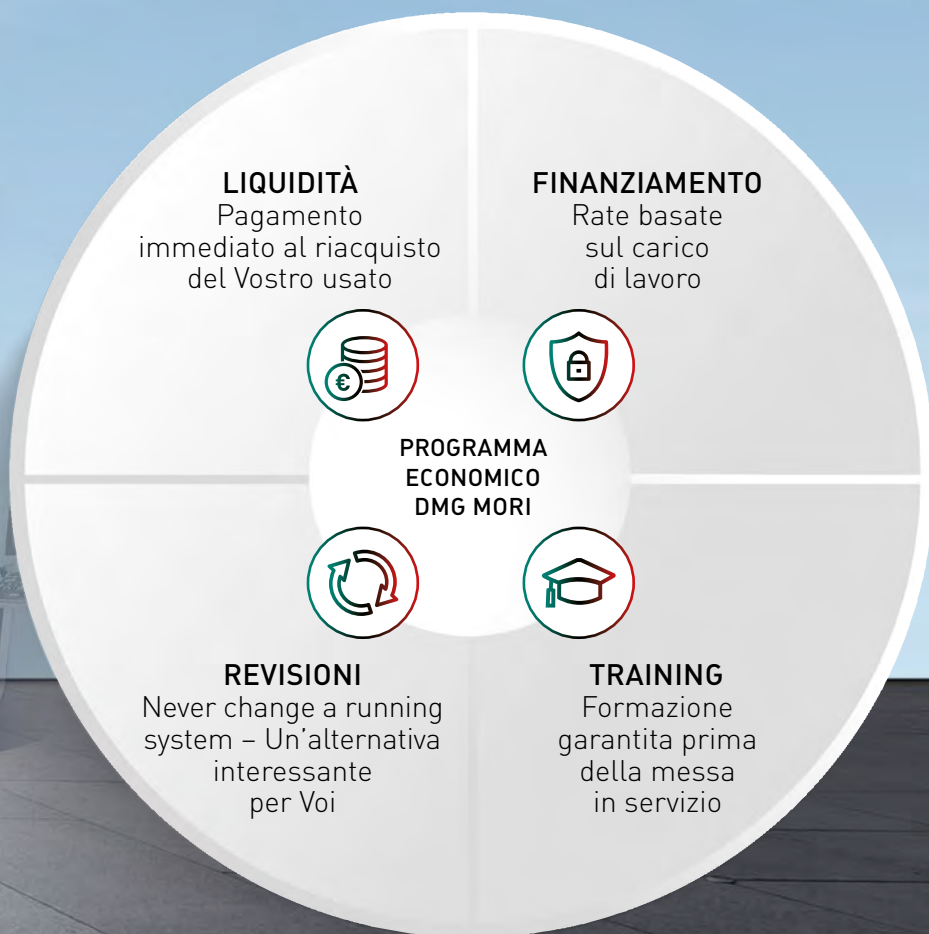 LIQUIDITÀ
Pagamento
immediato al riacquisto
del Vostro usato
FINANZIAMENTO
Rate basate
sul carico
di lavoro
€
PROGRAMMA
ECONOMICO
DMG MORI
REVISIONI
Never change a running
system – Un'alternativa
interessante
per Voi
TRAINING
Formazione
garantita prima
della messa
in servizio